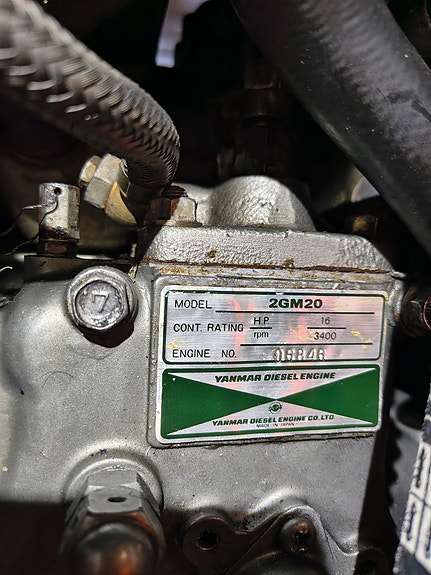 7
MODEL 2GM20
CONT. RATING H.P. 16
rpm 3400
ENGINE NO. 06846
YANMAR DIESEL ENGINE
YANMAR DIESEL ENGINE CO., LTD.
MADE IN JAPAN